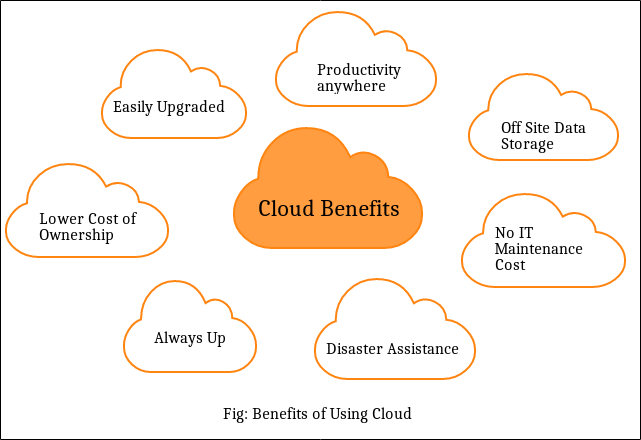 Productivity
anywhere
Easily Upgraded
Off Site Data
Storage
Cloud Benefits
Lower Cost of
Ownership
No IT
Maintenance
Cost
Always Up
Disaster Assistance
Fig: Benefits of Using Cloud